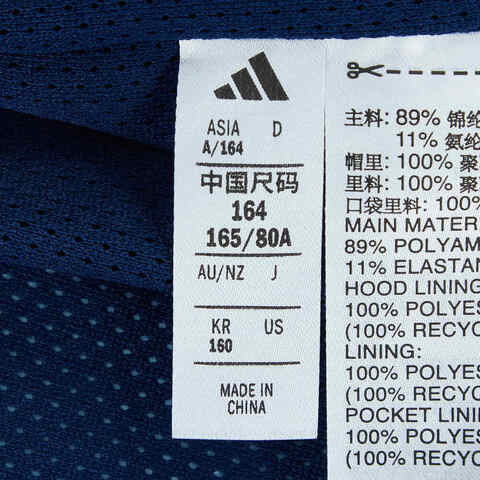 ASIA D
A/164
中国尺码
164
165/80A
AU/NZ J
KR US
160
MADE IN
CHINA
主料: 89% 锦纶
11% 氨纶
帽里: 100% 聚
里料: 100% 聚
口袋里料: 100%
MAIN MATER
89% POLYAM
11% ELASTAN
HOOD LINING
100% POLYES
(100% RECYC
LINING:
100% POLYES
(100% RECYC
POCKET LINI
100% POLYES
(100% RECYC